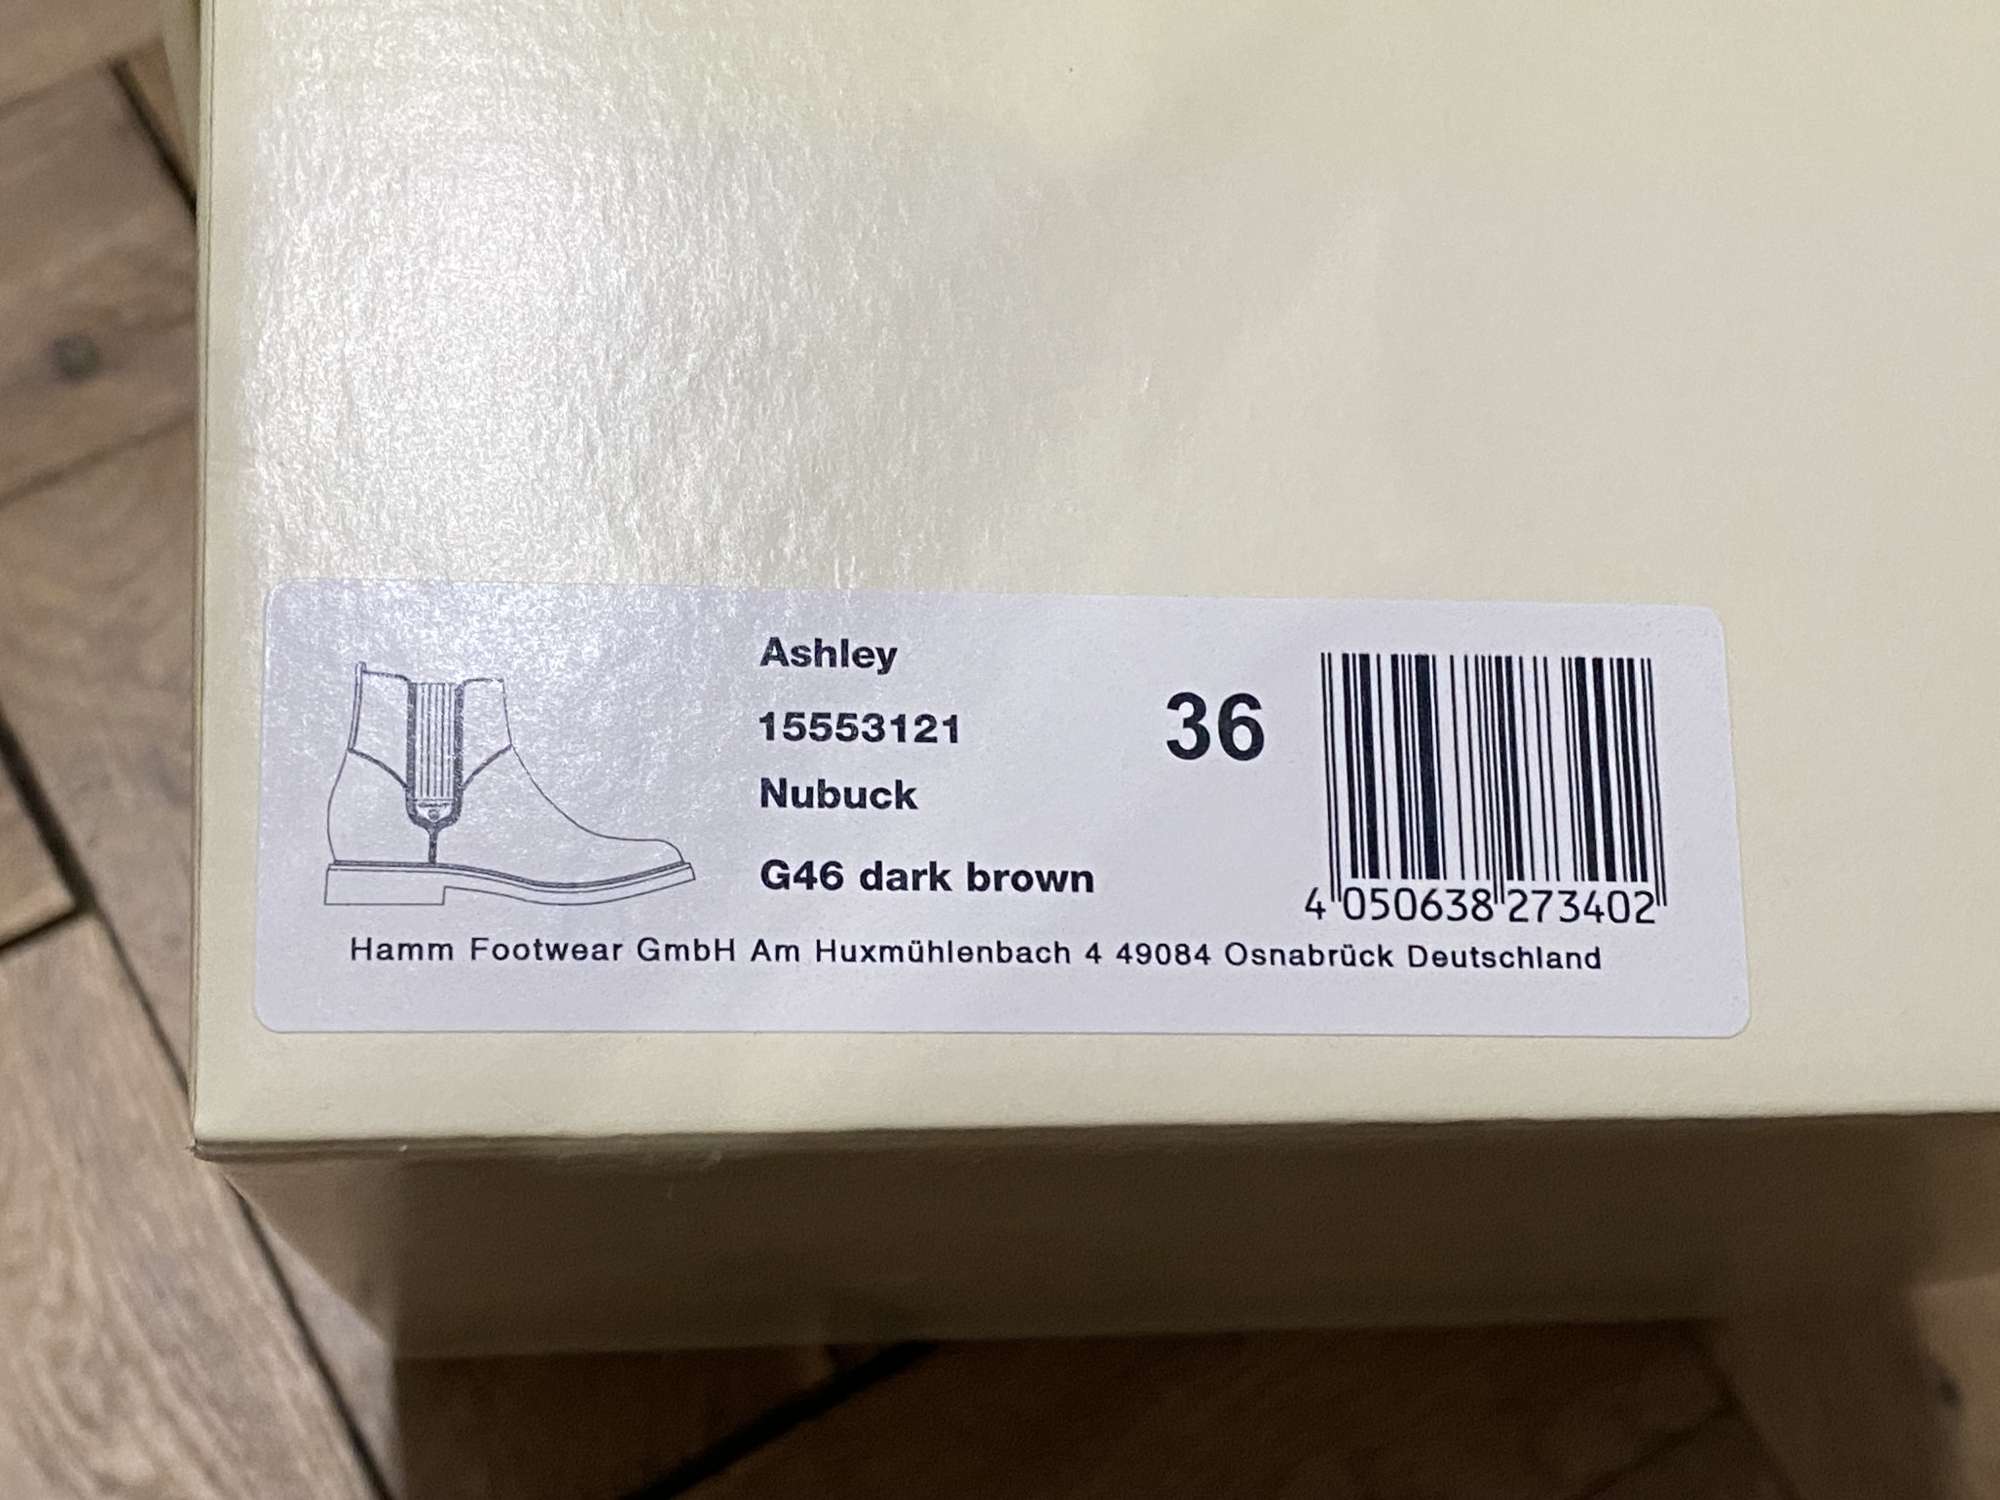 Ashley
15553121
Nubuck
G46 dark brown
36
4 050638 273402
Hamm Footwear GmbH Am Huxmühlenbach 4 49084 Osnabrück Deutschland